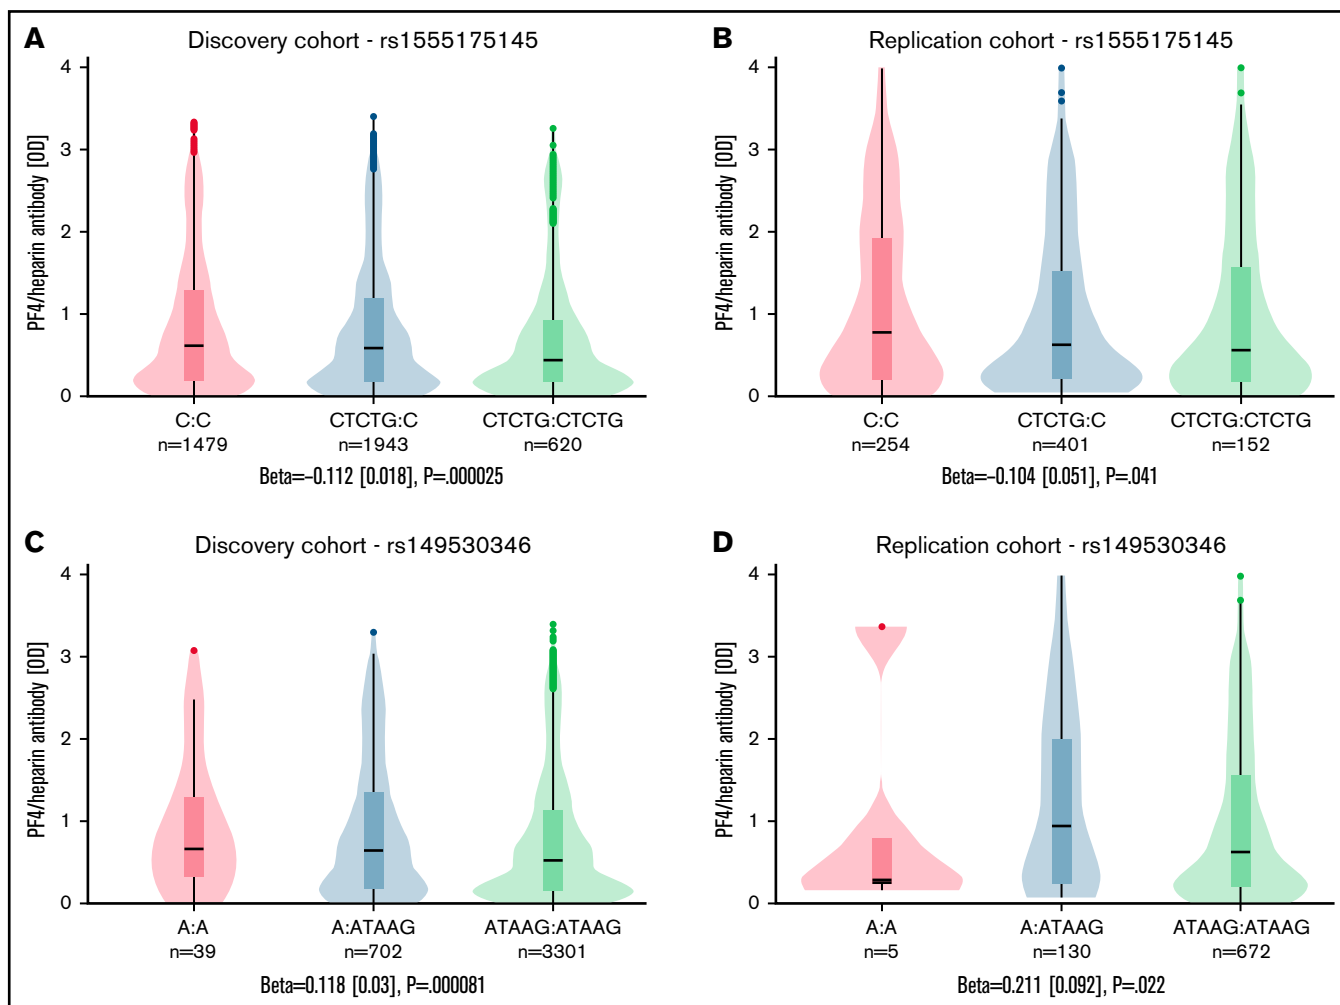 A
Discovery cohort - rs1555175145
PF4/heparin antibody [OD]
4
3
2
1
0
C:C
CTCTG:C
CTCTG:CTCTG
n=1479
n=1943
n=620
Beta=–0.112 [0.018], P=.000025
B
Replication cohort - rs1555175145
PF4/heparin antibody [OD]
4
3
2
1
0
C:C
CTCTG:C
CTCTG:CTCTG
n=254
n=401
n=152
Beta=–0.104 [0.051], P=.041
C
Discovery cohort - rs149530346
PF4/heparin antibody [OD]
4
3
2
1
0
A:A
A:ATAAG
ATAAG:ATAAG
n=39
n=702
n=3301
Beta=0.118 [0.03], P=.000081
D
Replication cohort - rs149530346
PF4/heparin antibody [OD]
4
3
2
1
0
A:A
A:ATAAG
ATAAG:ATAAG
n=5
n=130
n=672
Beta=0.211 [0.092], P=.022